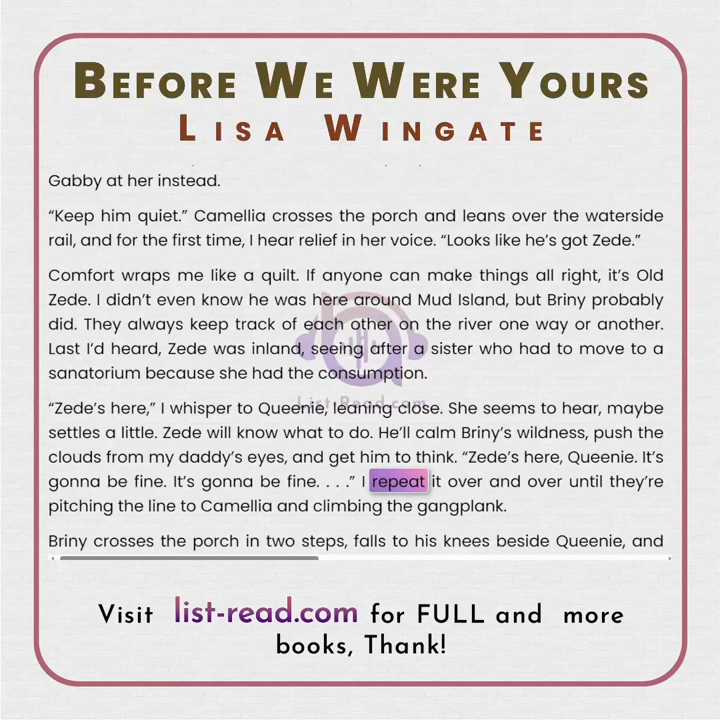 BEFORE WE WERE YOURS
LISA WINGATE
Gabby at her instead.
“Keep him quiet.” Camellia crosses the porch and leans over the waterside
rail, and for the first time, I hear relief in her voice. “Looks like he’s got Zede.”
Comfort wraps me like a quilt. If anyone can make things all right, it’s Old
Zede. I didn’t even know he was here around Mud Island, but Briny probably
did. They always keep track of each other on the river one way or another.
Last I’d heard, Zede was inland, seeing after a sister who had to move to a
sanatorium because she had the consumption.
List-Read.com
“Zede’s here,” I whisper to Queenie, leaning close. She seems to hear, maybe
settles a little. Zede will know what to do. He’ll calm Briny’s wildness, push the
clouds from my daddy’s eyes, and get him to think. “Zede’s here, Queenie. It’s
gonna be fine. It’s gonna be fine. . . .” I repeat it over and over until they’re
pitching the line to Camellia and climbing the gangplank.
Briny crosses the porch in two steps, falls to his knees beside Queenie, and
Visit list-read.com for FULL and more
books, Thank!